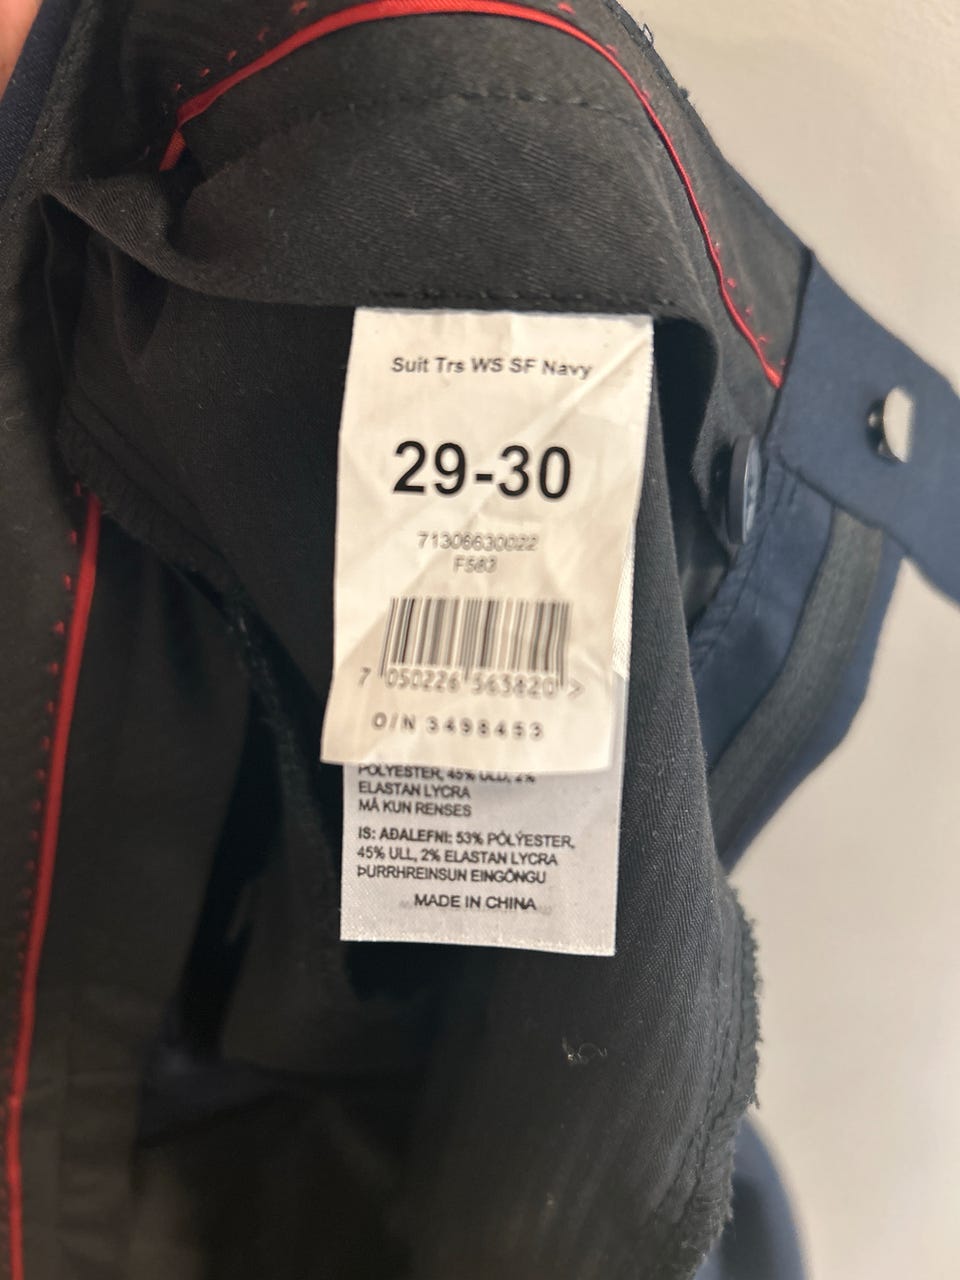 Suit Trs WS SF Navy
29-30
71306630022
F583
7 050226 563820 >
O/N 3498453
POLYESTER, 45% ULD, 2%
ELASTAN LYCRA
MÅ KUN RENSES
IS: AÐALEFNI: 53% PÓLÝESTER,
45% ULL, 2% ELASTAN LYCRA
ÞURRHREINSUN EINGÖNGU
MADE IN CHINA